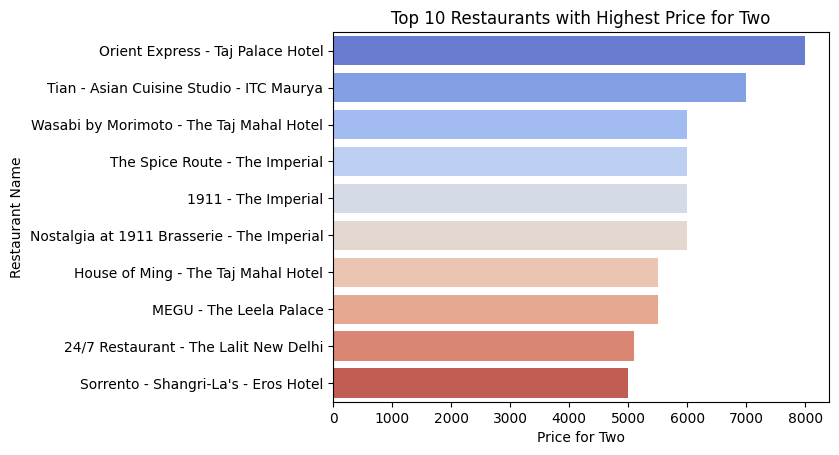 Top 10 Restaurants with Highest Price for Two
Restaurant Name
Orient Express - Taj Palace Hotel
Tian - Asian Cuisine Studio - ITC Maurya
Wasabi by Morimoto - The Taj Mahal Hotel
The Spice Route - The Imperial
1911 - The Imperial
Nostalgia at 1911 Brasserie - The Imperial
House of Ming - The Taj Mahal Hotel
MEGU - The Leela Palace
24/7 Restaurant - The Lalit New Delhi
Sorrento - Shangri-La's - Eros Hotel
0 1000 2000 3000 4000 5000 6000 7000 8000
Price for Two